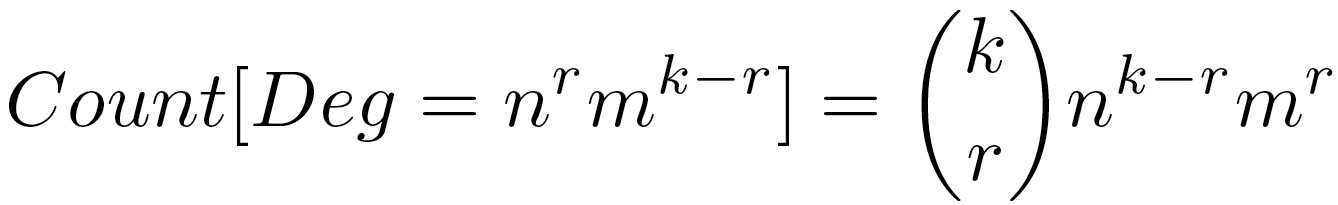 $Count[Deg = n^r m^{k-r}] = \binom{k}{r} n^{k-r} m^r$